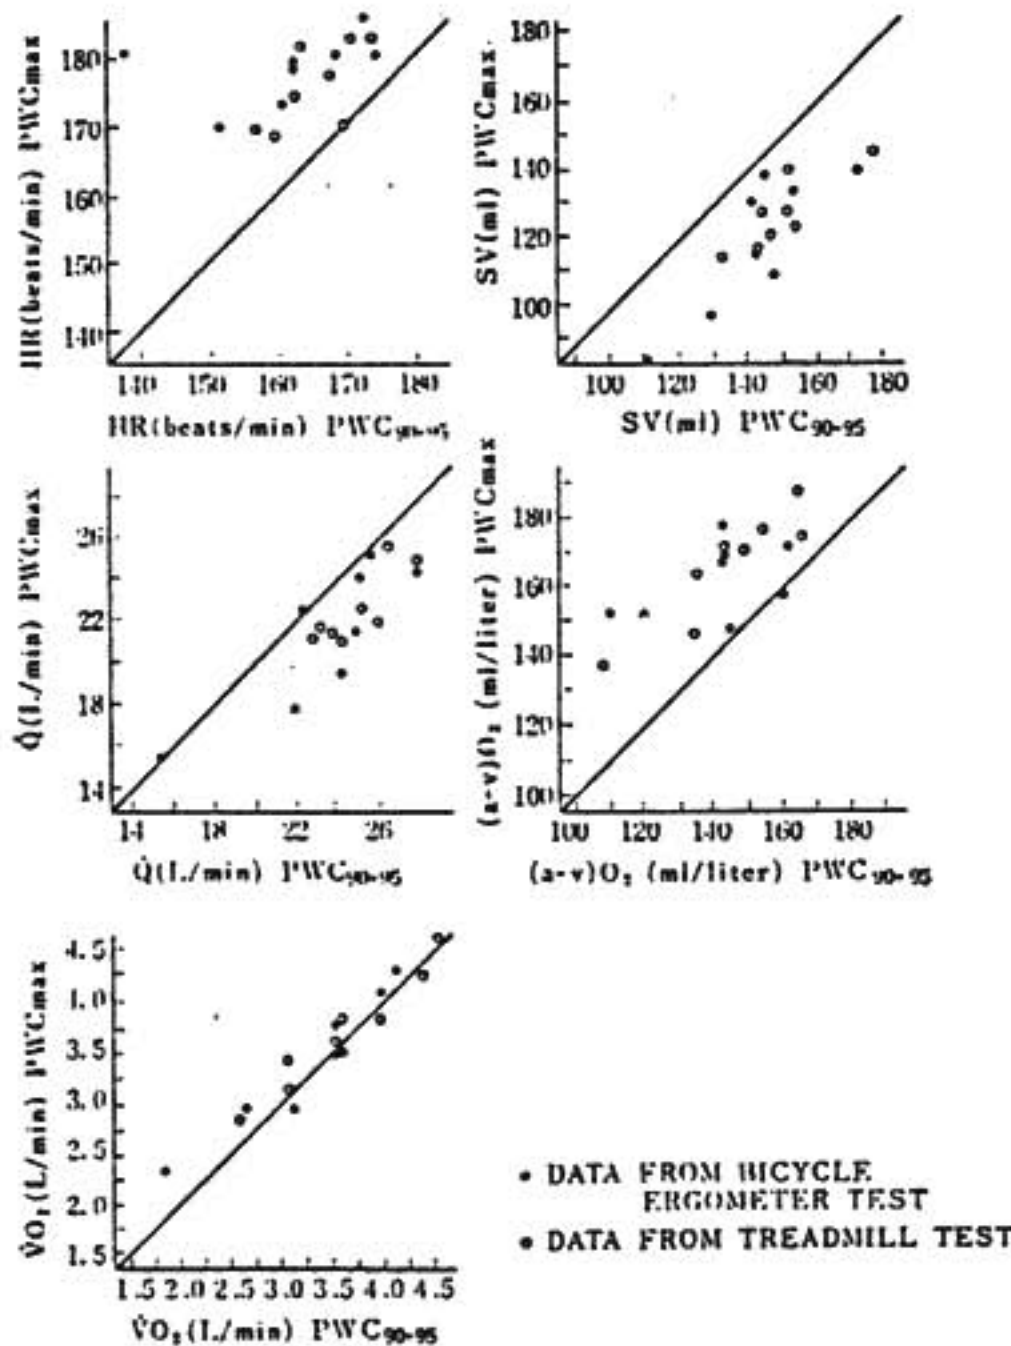 HR(beats/min) PWCmax
180
170
160
150
140
140 150 160 170 180
HR(beats/min) PWC90-95
SV(ml) PWCmax
180
160
140
120
100
100 120 140 160 180
SV(ml) PWC90-95
Q̇(L/min) PWCmax
26
22
18
14
14 18 22 26
Q̇(L/min) PWC90-95
(a-v)O₂ (ml/liter) PWCmax
180
160
140
120
100
100 120 140 160 180
(a-v)O₂ (ml/liter) PWC90-95
V̇O₂(L/min) PWCmax
4.5
4.0
3.5
3.0
2.5
2.0
1.5
1.5 2.0 2.5 3.0 3.5 4.0 4.5
V̇O₂(L/min) PWC90-95
• DATA FROM BICYCLE
ERGOMETER TEST
○ DATA FROM TREADMILL TEST